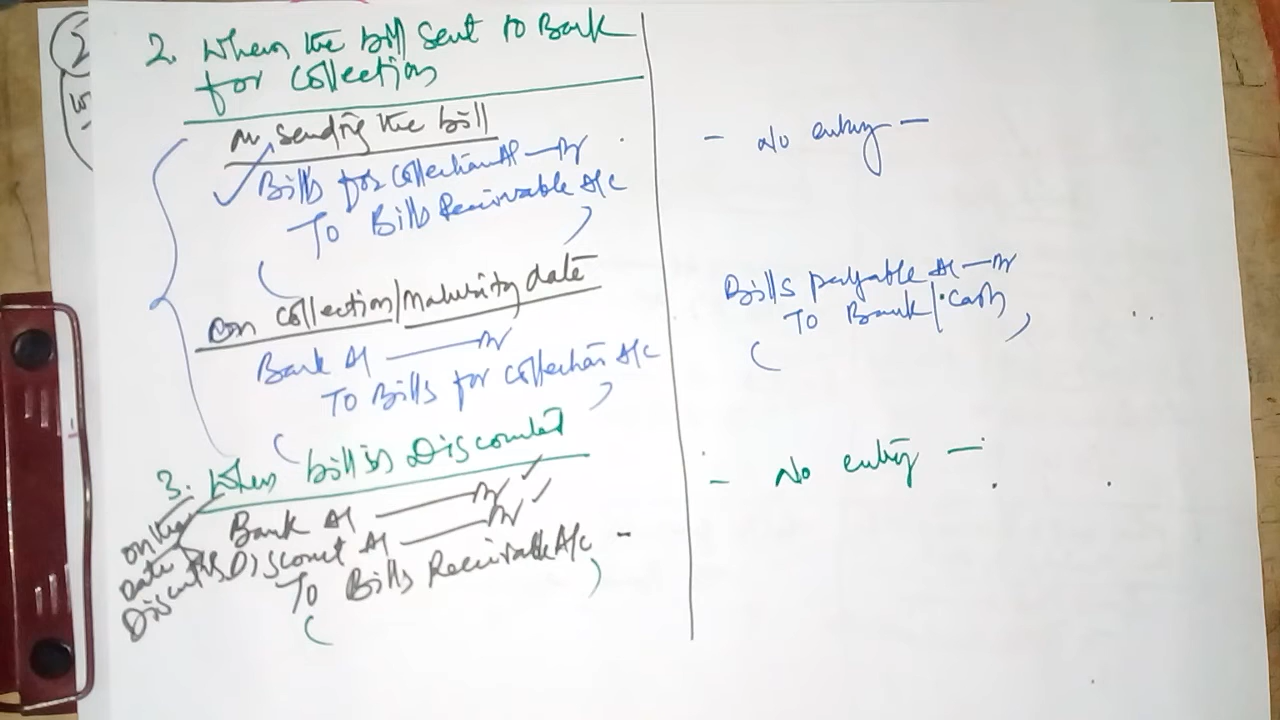 2. When the bill sent to Bank
for collection
on sending the bill
Bills for collection A/c — Dr
To Bills Receivable A/c
- No entry -
On collection/Maturity date
Bank A/c — Dr
To Bills for collection A/c
Bills payable A/c — Dr
To Bank/Cash
3. When bill is Discounted
Bank A/c — Dr
Discount A/c — Dr
To Bills Receivable A/c
- No entry -
on the
Date